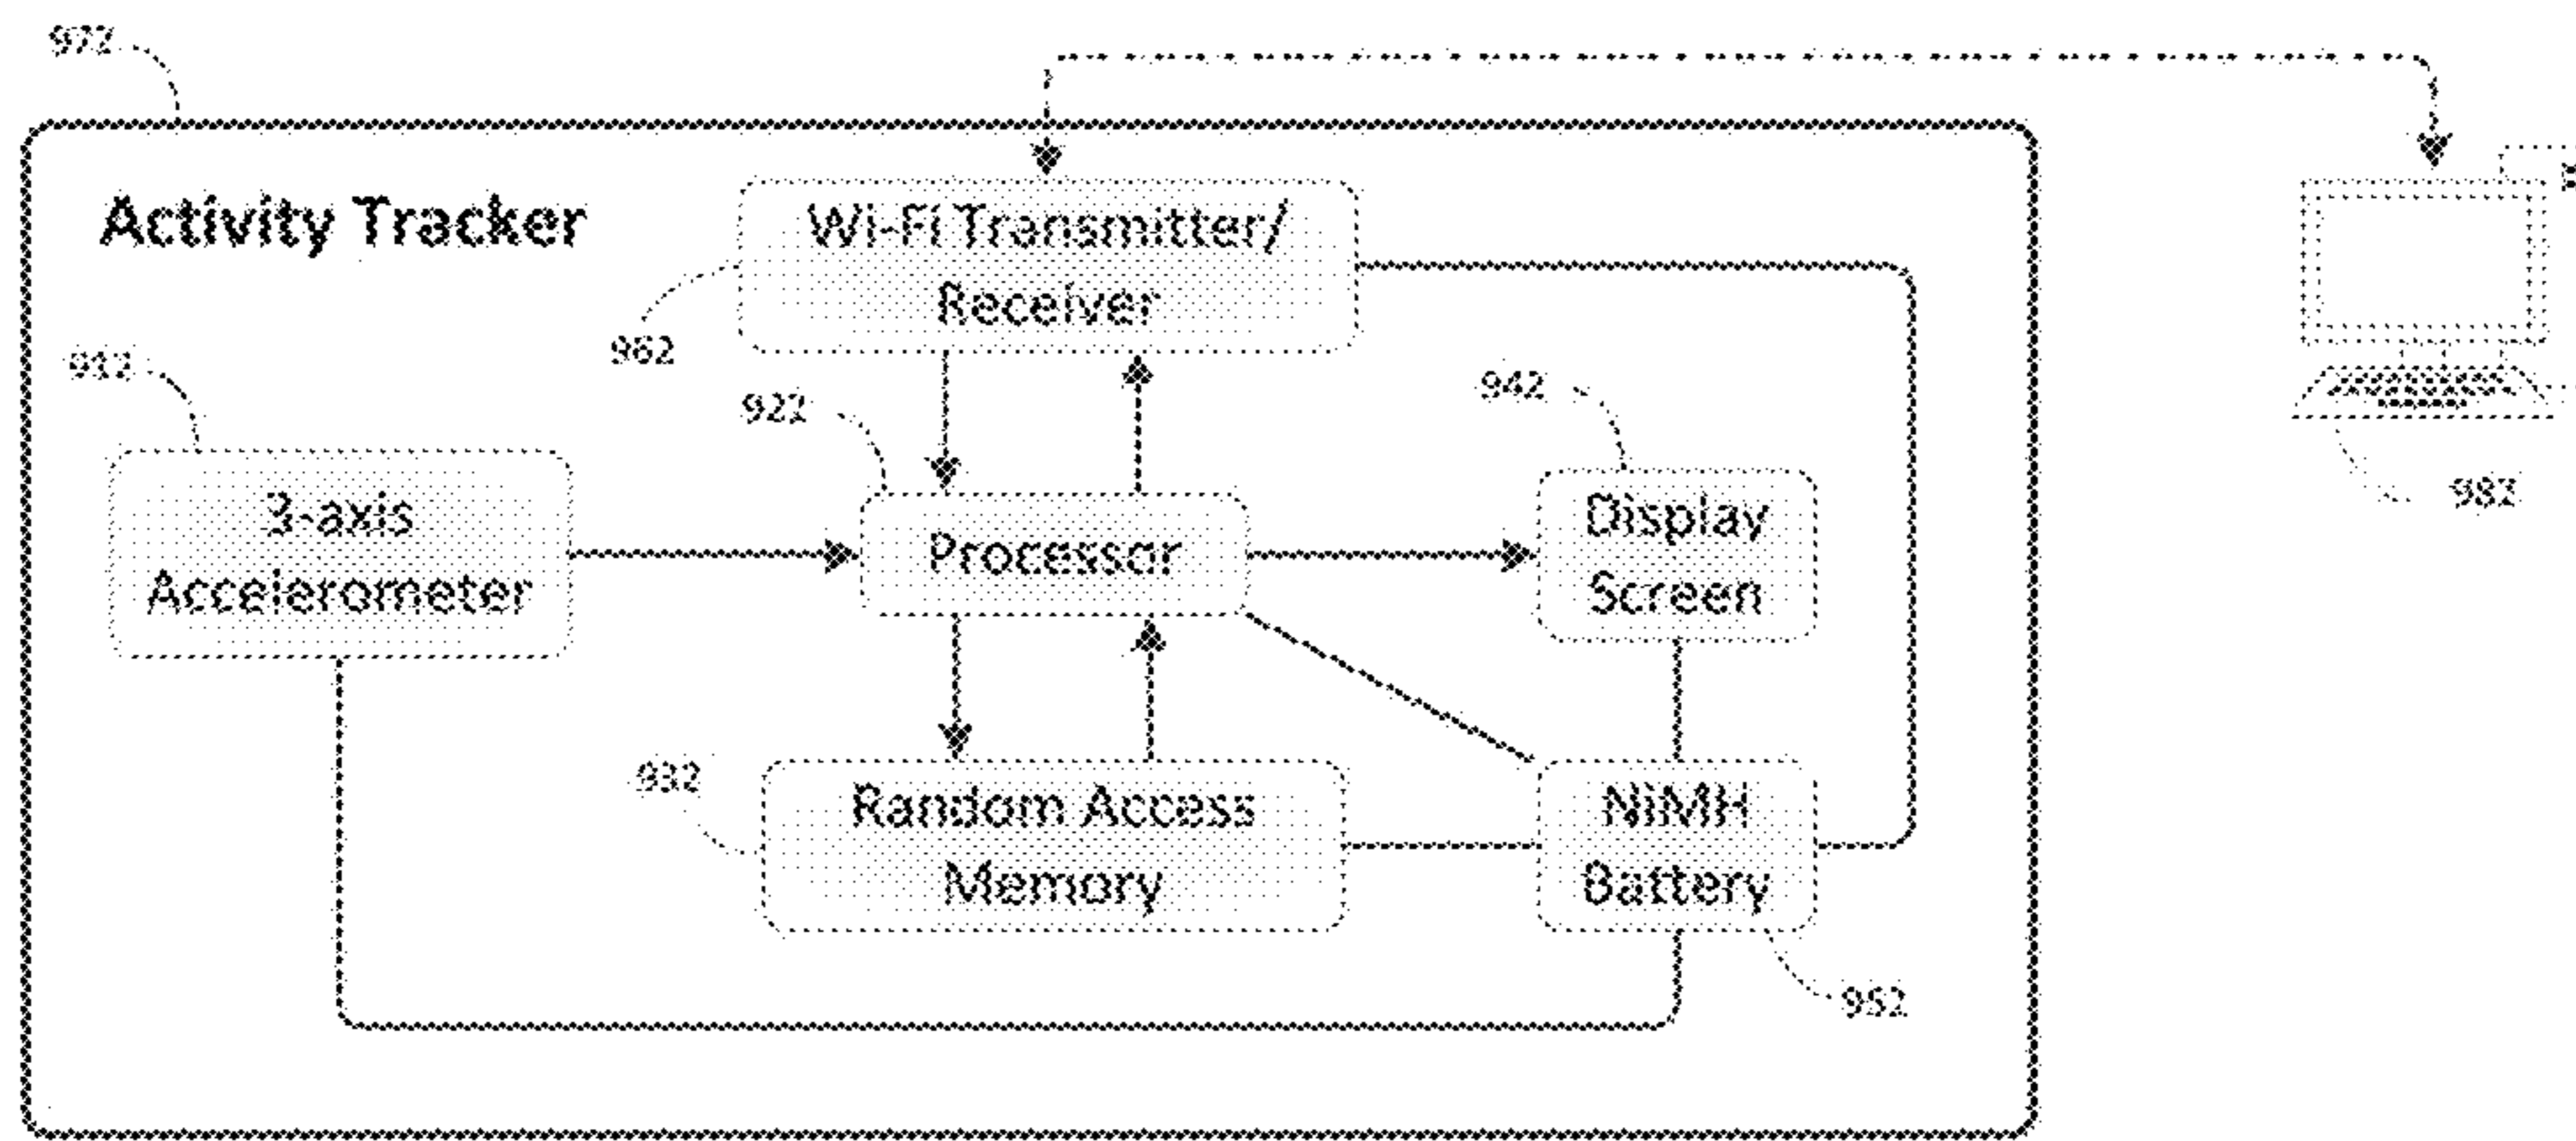 972
Activity Tracker
Wi-Fi Transmitter/
Receiver
962
912
922
942
3-axis
Accelerometer
Processor
Display
Screen
982
932
Random Access
Memory
NiMH
Battery
952